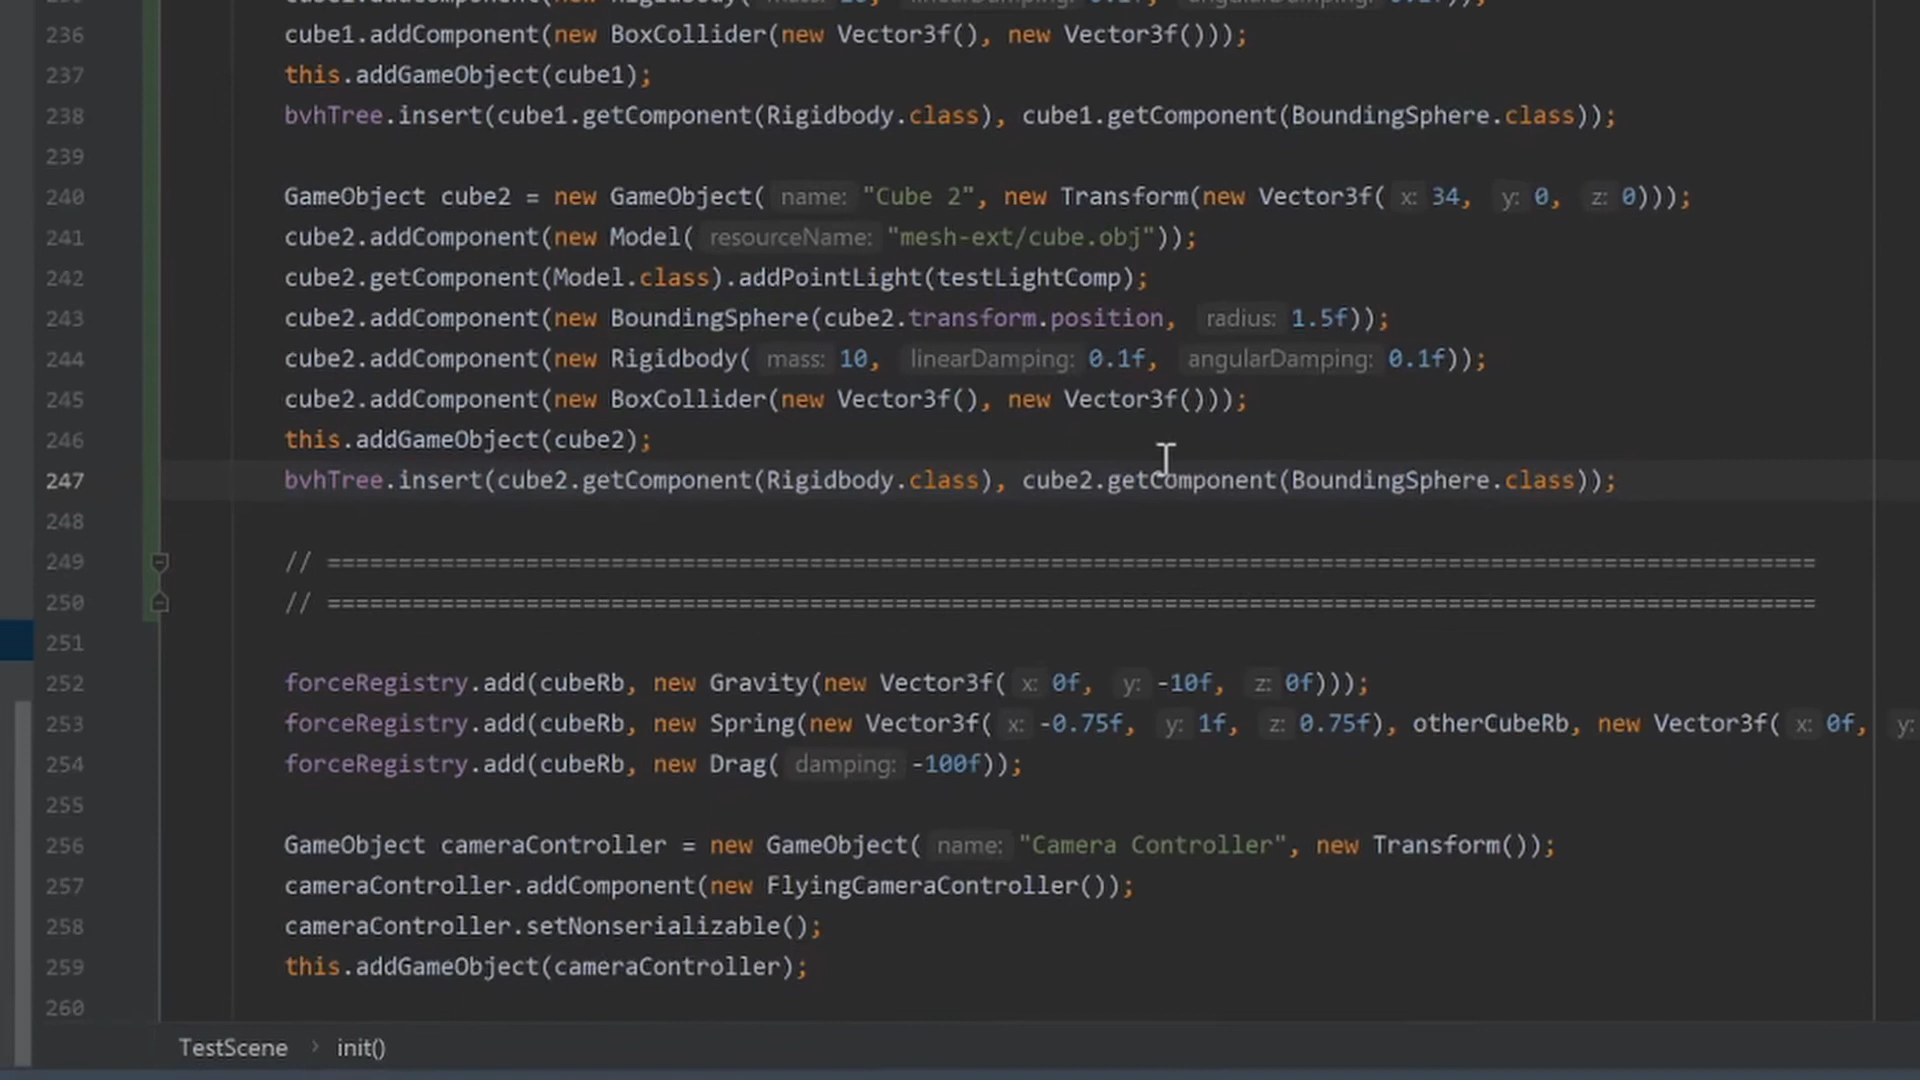 236 cube1.addComponent(new BoxCollider(new Vector3f(), new Vector3f()));
237 this.addGameObject(cube1);
238 bvhTree.insert(cube1.getComponent(Rigidbody.class), cube1.getComponent(BoundingSphere.class));
239
240 GameObject cube2 = new GameObject( name: "Cube 2", new Transform(new Vector3f( x: 34, y: 0, z: 0)));
241 cube2.addComponent(new Model( resourceName: "mesh-ext/cube.obj"));
242 cube2.getComponent(Model.class).addPointLight(testLightComp);
243 cube2.addComponent(new BoundingSphere(cube2.transform.position, radius: 1.5f));
244 cube2.addComponent(new Rigidbody( mass: 10, linearDamping: 0.1f, angularDamping: 0.1f));
245 cube2.addComponent(new BoxCollider(new Vector3f(), new Vector3f()));
246 this.addGameObject(cube2);
247 bvhTree.insert(cube2.getComponent(Rigidbody.class), cube2.getComponent(BoundingSphere.class));
248
249 // =========================================================================================================
250 // =========================================================================================================
251
252 forceRegistry.add(cubeRb, new Gravity(new Vector3f( x: 0f, y: -10f, z: 0f)));
253 forceRegistry.add(cubeRb, new Spring(new Vector3f( x: -0.75f, y: 1f, z: 0.75f), otherCubeRb, new Vector3f( x: 0f, y:
254 forceRegistry.add(cubeRb, new Drag( damping: -100f));
255
256 GameObject cameraController = new GameObject( name: "Camera Controller", new Transform());
257 cameraController.addComponent(new FlyingCameraController());
258 cameraController.setNonserializable();
259 this.addGameObject(cameraController);
260
TestScene › init()